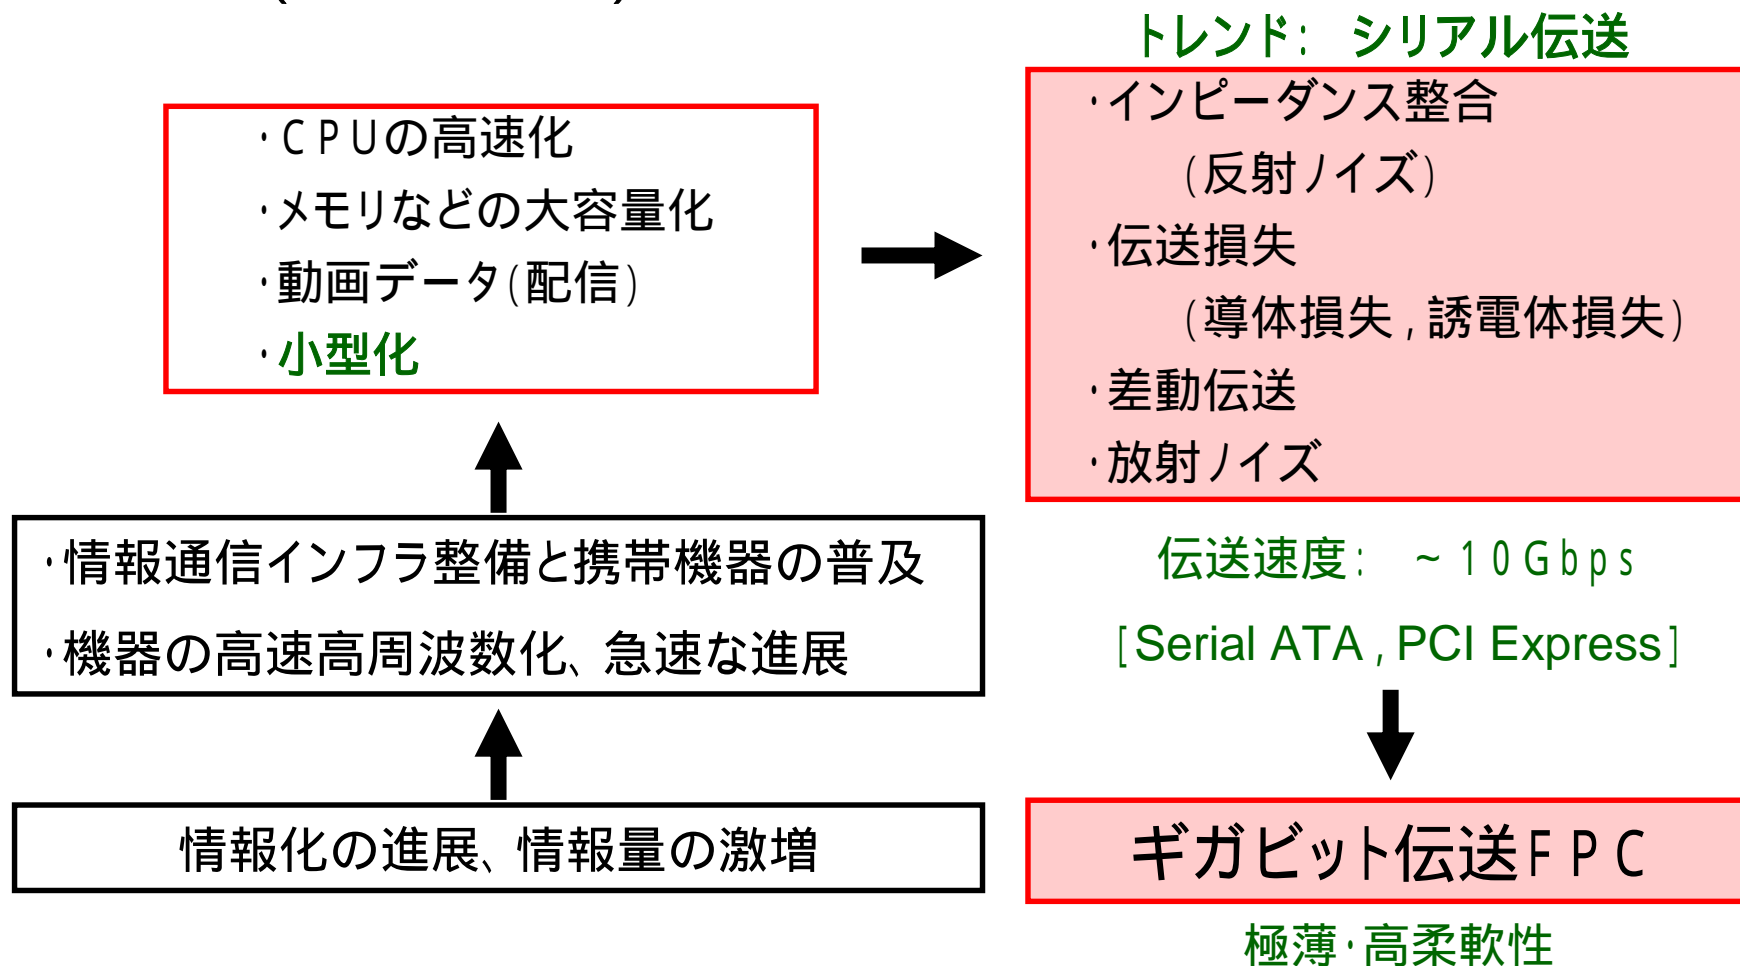 トレンド： シリアル伝送
・CPUの高速化
・メモリなどの大容量化
・動画データ(配信)
・小型化
・インピーダンス整合
(反射ノイズ)
・伝送損失
(導体損失,誘電体損失)
・差動伝送
・放射ノイズ
・情報通信インフラ整備と携帯機器の普及
・機器の高速高周波数化、急速な進展
伝送速度： ~10Gbps
[Serial ATA, PCI Express]
情報化の進展、情報量の激増
ギガビット伝送FPC
極薄・高柔軟性